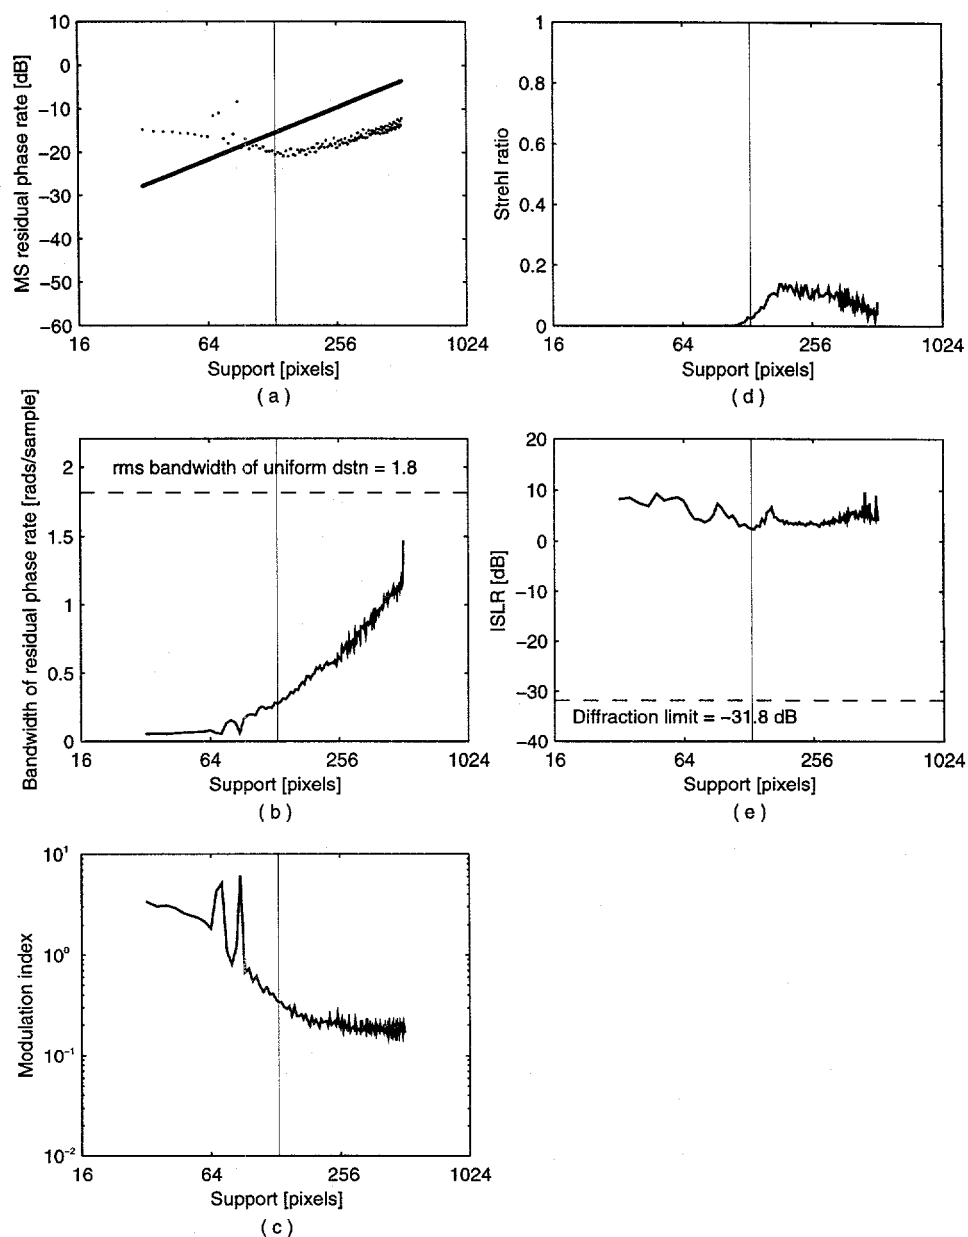 MS residual phase rate [dB]
10
0
−10
−20
−30
−40
−50
−60
16
64
256
1024
Support [pixels]
( a )
Strehl ratio
1
0.8
0.6
0.4
0.2
0
16
64
256
1024
Support [pixels]
( d )
Bandwidth of residual phase rate [rads/sample]
rms bandwidth of uniform dstn = 1.8
2
1.5
1
0.5
0
16
64
256
1024
Support [pixels]
( b )
ISLR [dB]
20
10
0
−10
−20
−30
−40
Diffraction limit = −31.8 dB
16
64
256
1024
Support [pixels]
( e )
Modulation index
10¹
10⁰
10⁻¹
10⁻²
16
64
256
1024
Support [pixels]
( c )